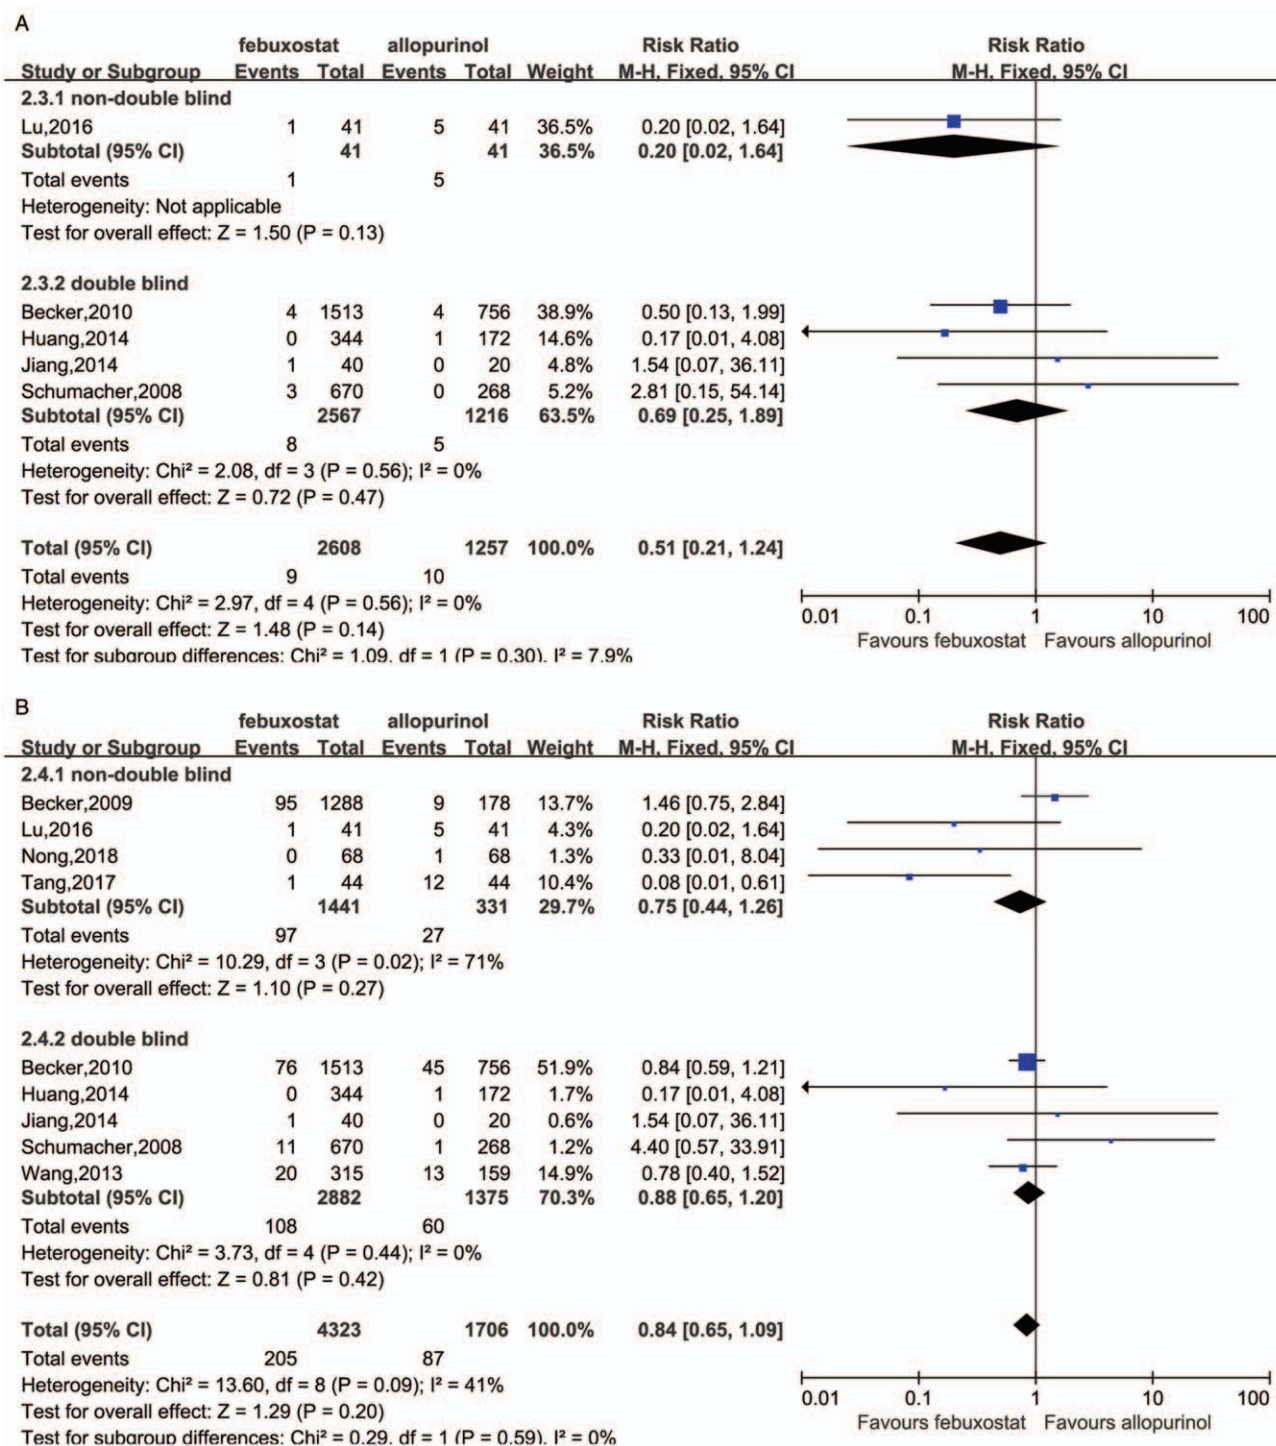 A
febuxostat allopurinol Risk Ratio Risk Ratio
Study or Subgroup Events Total Events Total Weight M-H, Fixed, 95% CI M-H, Fixed, 95% CI
2.3.1 non-double blind
Lu,2016 1 41 5 41 36.5% 0.20 [0.02, 1.64]
Subtotal (95% CI) 41 41 36.5% 0.20 [0.02, 1.64]
Total events 1 5
Heterogeneity: Not applicable
Test for overall effect: Z = 1.50 (P = 0.13)
2.3.2 double blind
Becker,2010 4 1513 4 756 38.9% 0.50 [0.13, 1.99]
Huang,2014 0 344 1 172 14.6% 0.17 [0.01, 4.08]
Jiang,2014 1 40 0 20 4.8% 1.54 [0.07, 36.11]
Schumacher,2008 3 670 0 268 5.2% 2.81 [0.15, 54.14]
Subtotal (95% CI) 2567 1216 63.5% 0.69 [0.25, 1.89]
Total events 8 5
Heterogeneity: Chi² = 2.08, df = 3 (P = 0.56); I² = 0%
Test for overall effect: Z = 0.72 (P = 0.47)
Total (95% CI) 2608 1257 100.0% 0.51 [0.21, 1.24]
Total events 9 10
Heterogeneity: Chi² = 2.97, df = 4 (P = 0.56); I² = 0%
Test for overall effect: Z = 1.48 (P = 0.14)
Test for subgroup differences: Chi² = 1.09, df = 1 (P = 0.30), I² = 7.9%
0.01 0.1 1 10 100
Favours febuxostat Favours allopurinol
B
febuxostat allopurinol Risk Ratio Risk Ratio
Study or Subgroup Events Total Events Total Weight M-H, Fixed, 95% CI M-H, Fixed, 95% CI
2.4.1 non-double blind
Becker,2009 95 1288 9 178 13.7% 1.46 [0.75, 2.84]
Lu,2016 1 41 5 41 4.3% 0.20 [0.02, 1.64]
Nong,2018 0 68 1 68 1.3% 0.33 [0.01, 8.04]
Tang,2017 1 44 12 44 10.4% 0.08 [0.01, 0.61]
Subtotal (95% CI) 1441 331 29.7% 0.75 [0.44, 1.26]
Total events 97 27
Heterogeneity: Chi² = 10.29, df = 3 (P = 0.02); I² = 71%
Test for overall effect: Z = 1.10 (P = 0.27)
2.4.2 double blind
Becker,2010 76 1513 45 756 51.9% 0.84 [0.59, 1.21]
Huang,2014 0 344 1 172 1.7% 0.17 [0.01, 4.08]
Jiang,2014 1 40 0 20 0.6% 1.54 [0.07, 36.11]
Schumacher,2008 11 670 1 268 1.2% 4.40 [0.57, 33.91]
Wang,2013 20 315 13 159 14.9% 0.78 [0.40, 1.52]
Subtotal (95% CI) 2882 1375 70.3% 0.88 [0.65, 1.20]
Total events 108 60
Heterogeneity: Chi² = 3.73, df = 4 (P = 0.44); I² = 0%
Test for overall effect: Z = 0.81 (P = 0.42)
Total (95% CI) 4323 1706 100.0% 0.84 [0.65, 1.09]
Total events 205 87
Heterogeneity: Chi² = 13.60, df = 8 (P = 0.09); I² = 41%
Test for overall effect: Z = 1.29 (P = 0.20)
Test for subgroup differences: Chi² = 0.29, df = 1 (P = 0.59), I² = 0%
0.01 0.1 1 10 100
Favours febuxostat Favours allopurinol